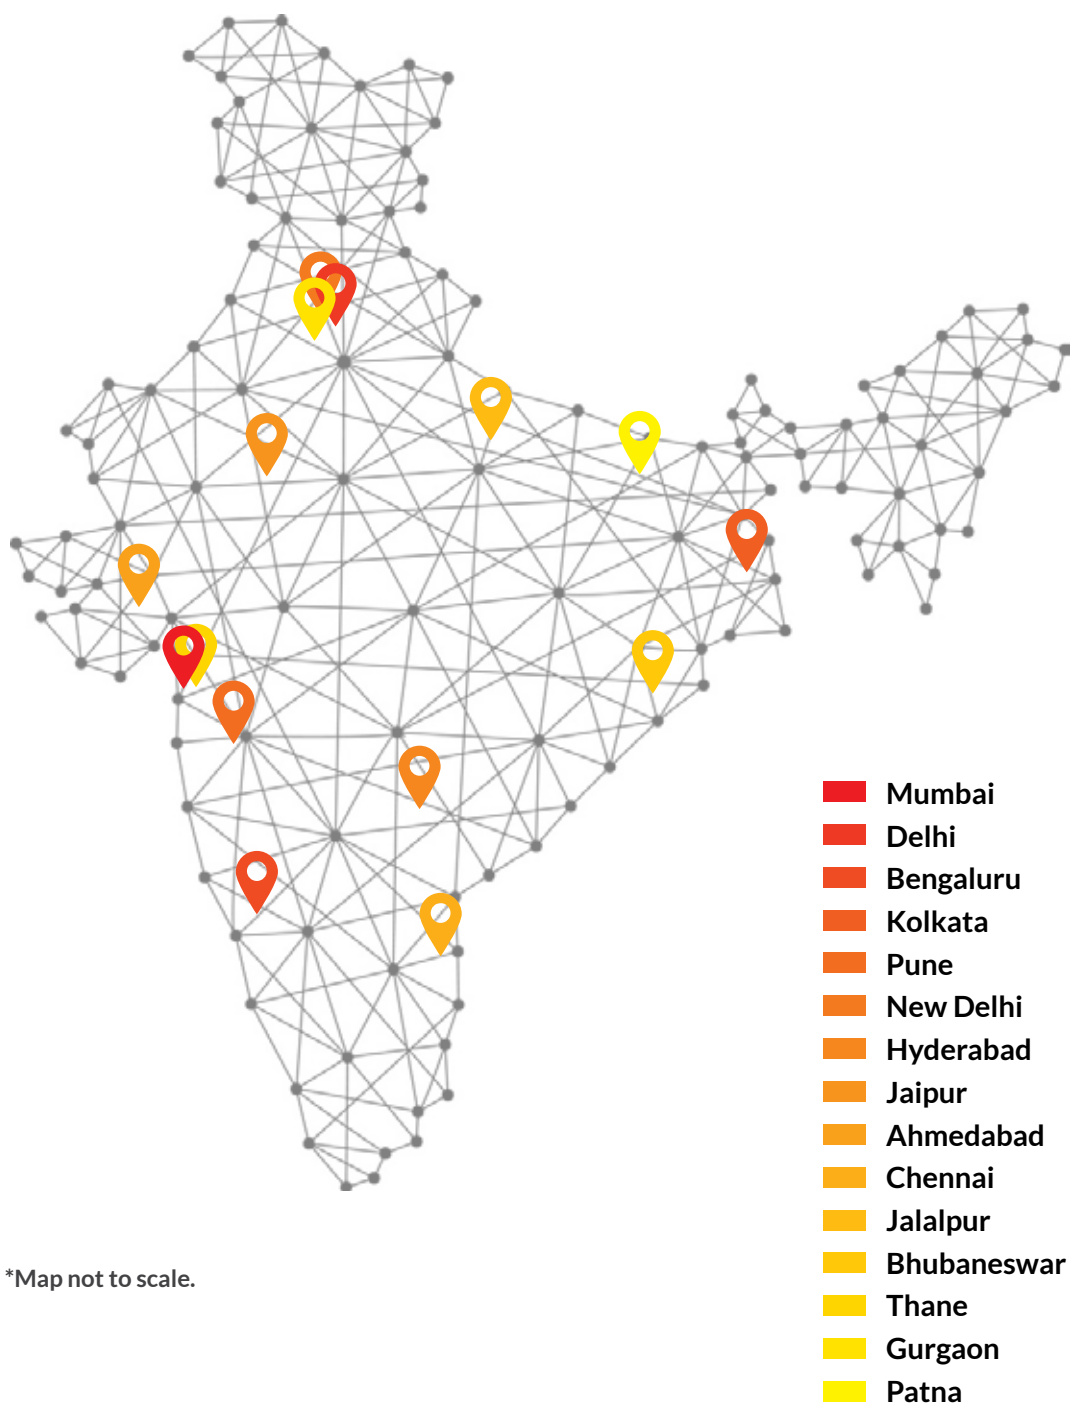 Mumbai
Delhi
Bengaluru
Kolkata
Pune
New Delhi
Hyderabad
Jaipur
Ahmedabad
Chennai
Jalalpur
Bhubaneswar
*Map not to scale.
Thane
Gurgaon
Patna